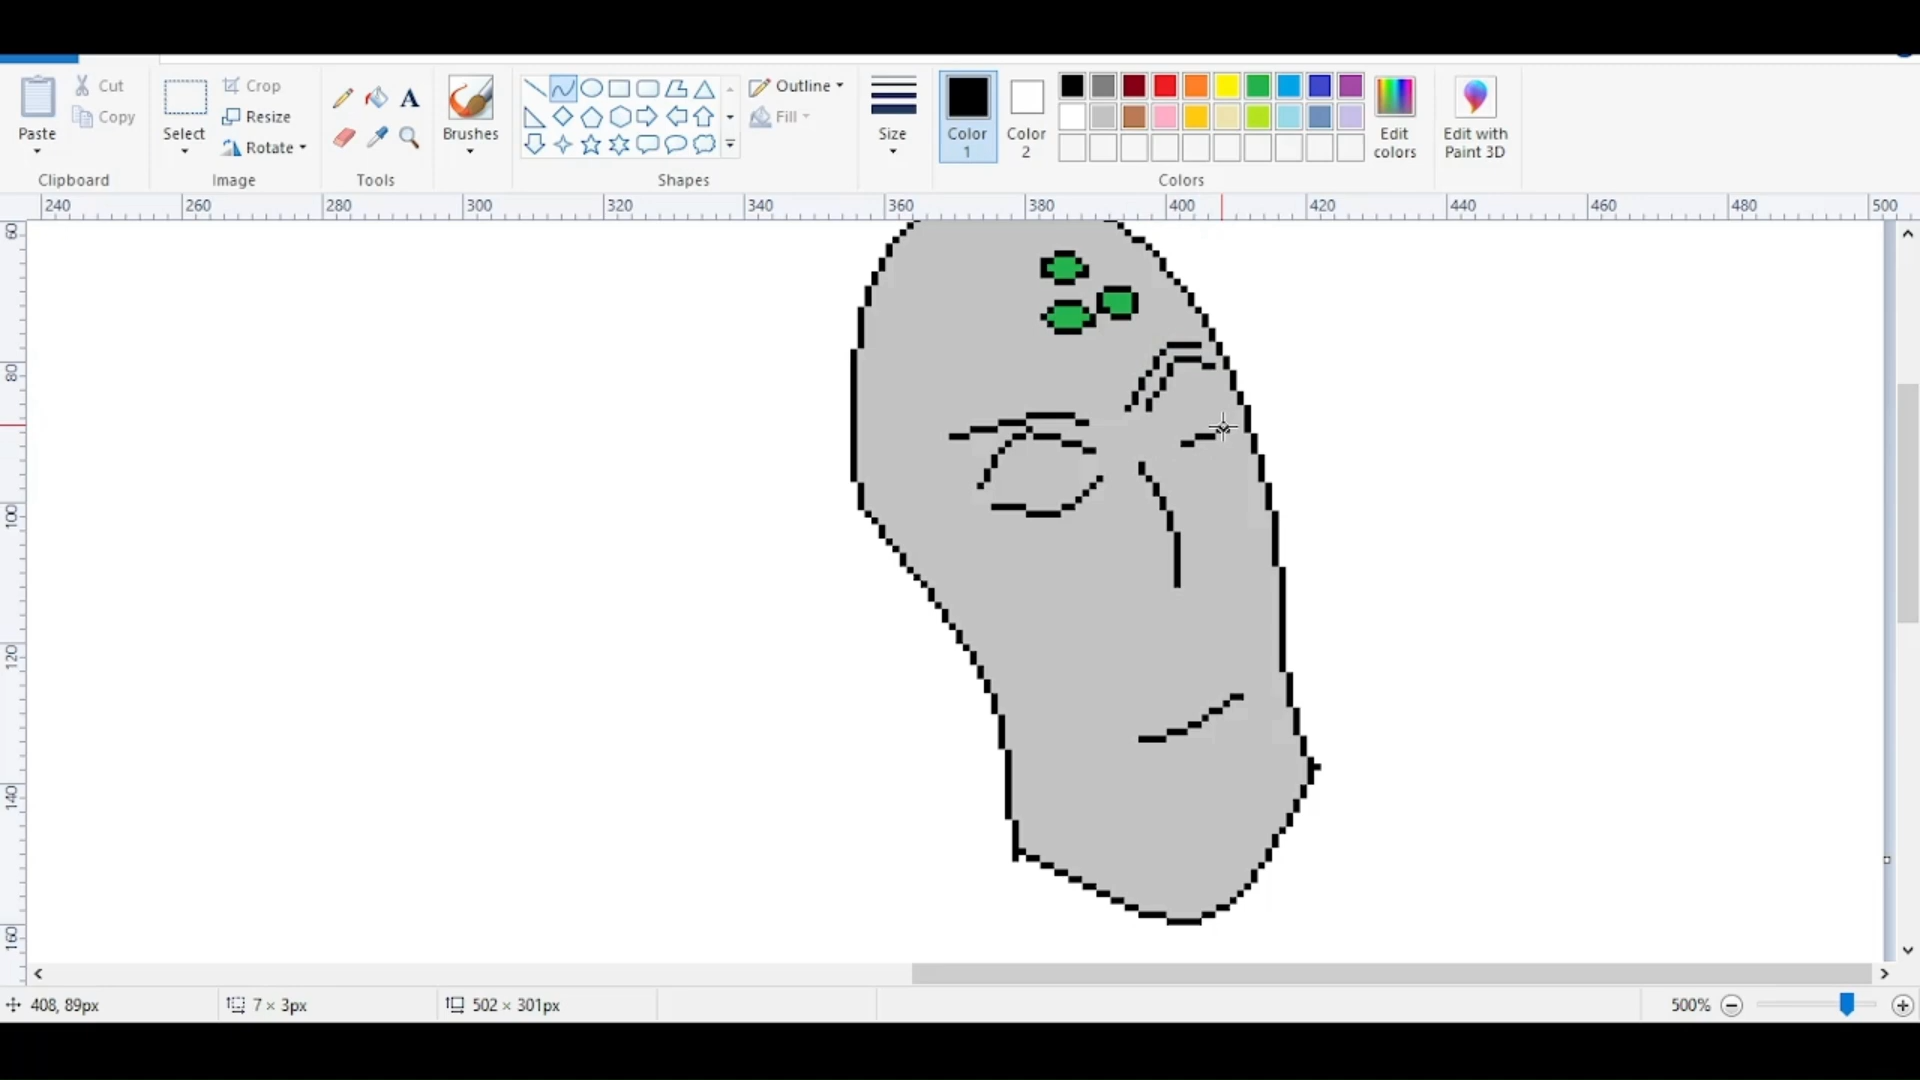 Paste
Cut
Copy
Clipboard
Select
Crop
Resize
Rotate
Image
A
Tools
Brushes
Outline
Fill
Shapes
Size
Color
1
Color
2
Colors
Edit
colors
Edit with
Paint 3D
240 260 280 300 320 340 360 380 400 420 440 460 480 500
60
80
100
120
140
160
408, 89px
7 × 3px
502 × 301px
500%